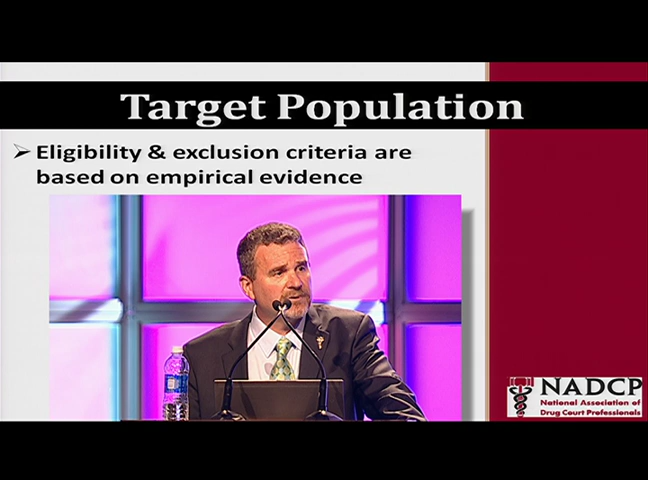 Target Population
Eligibility & exclusion criteria are
based on empirical evidence
NADCP
National Association of
Drug Court Professionals